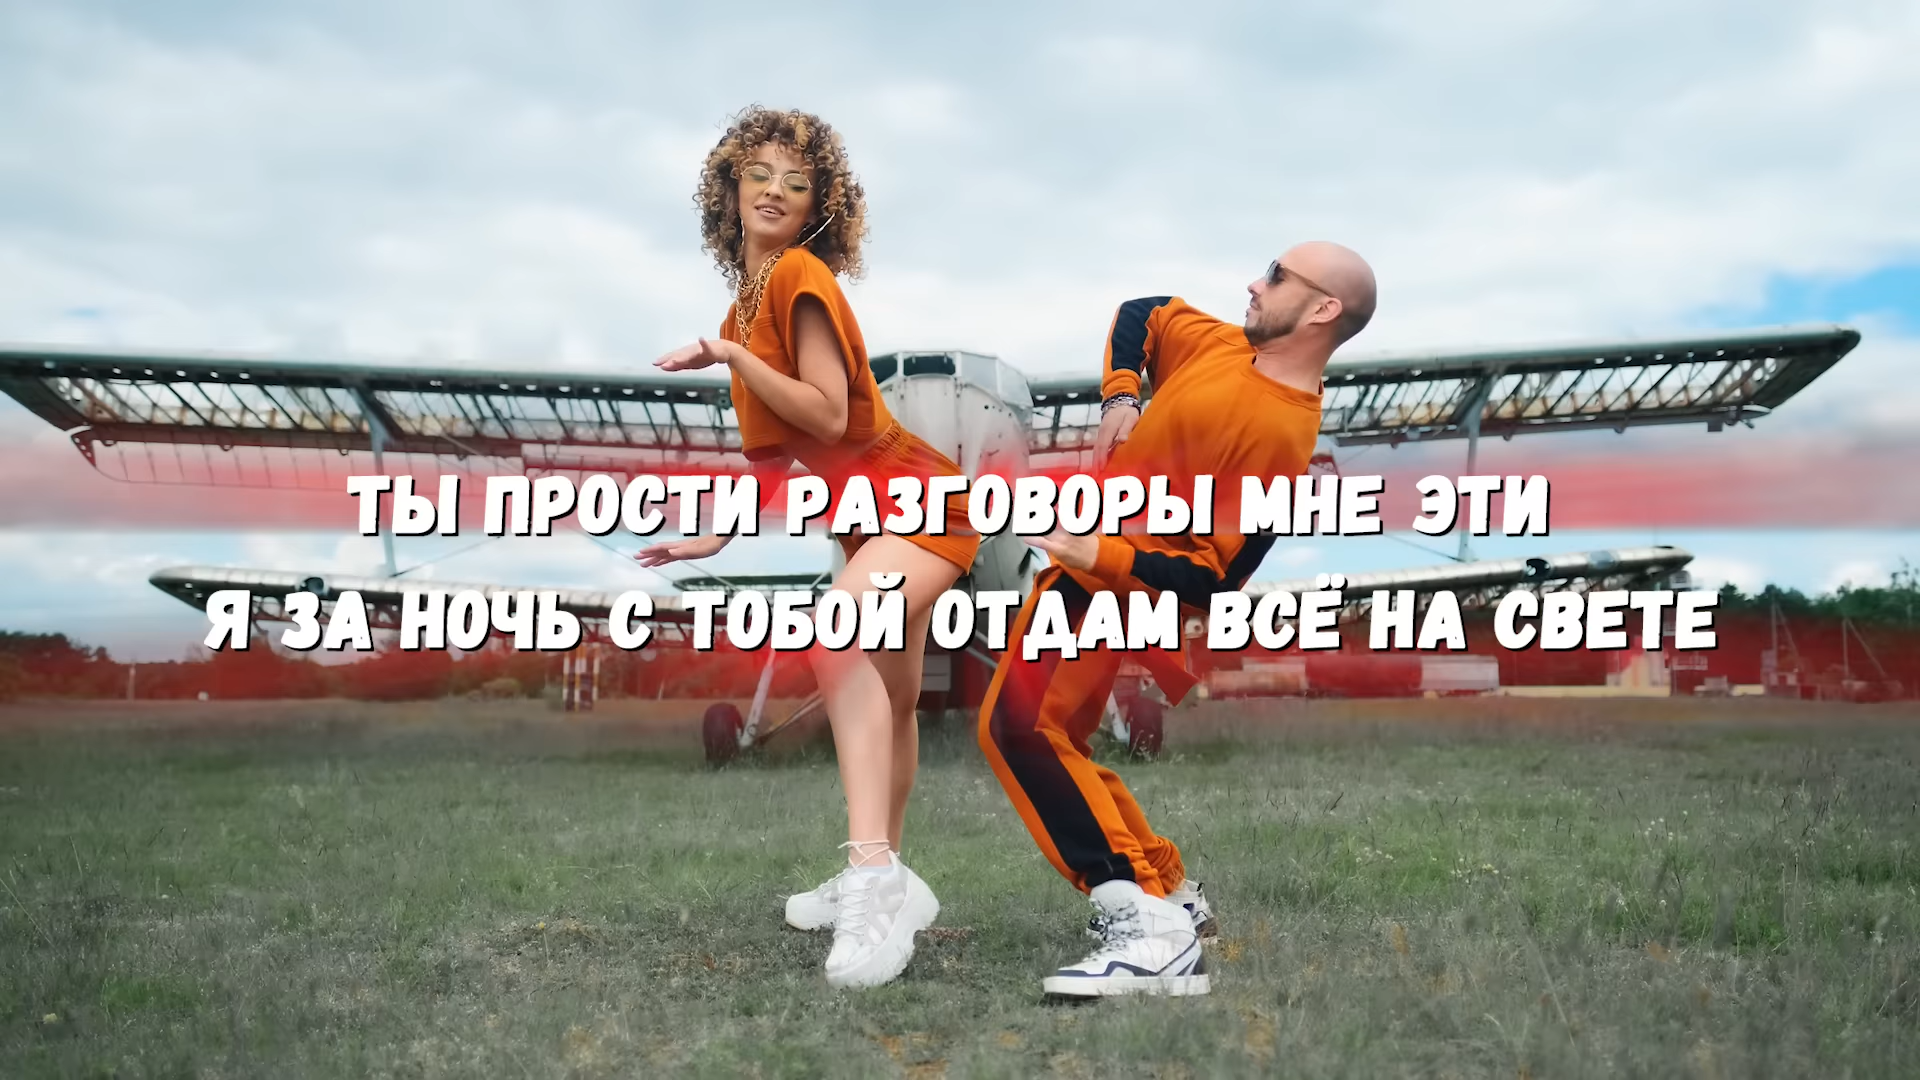 ТЫ ПРОСТИ РАЗГОВОРЫ МНЕ ЭТИ
Я ЗА НОЧЬ С ТОБОЙ ОТДАМ ВСЁ НА СВЕТЕ